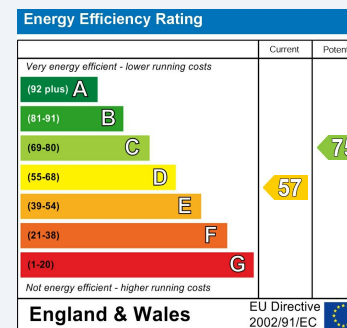 Energy Efficiency Rating
Current
Very energy efficient - lower running costs
(92 plus) A
(81-91) B
(69-80) C
(55-68) D
57
(39-54) E
(21-38) F
(1-20) G
Not energy efficient - higher running costs
England & Wales
EU Directive
2002/91/EC